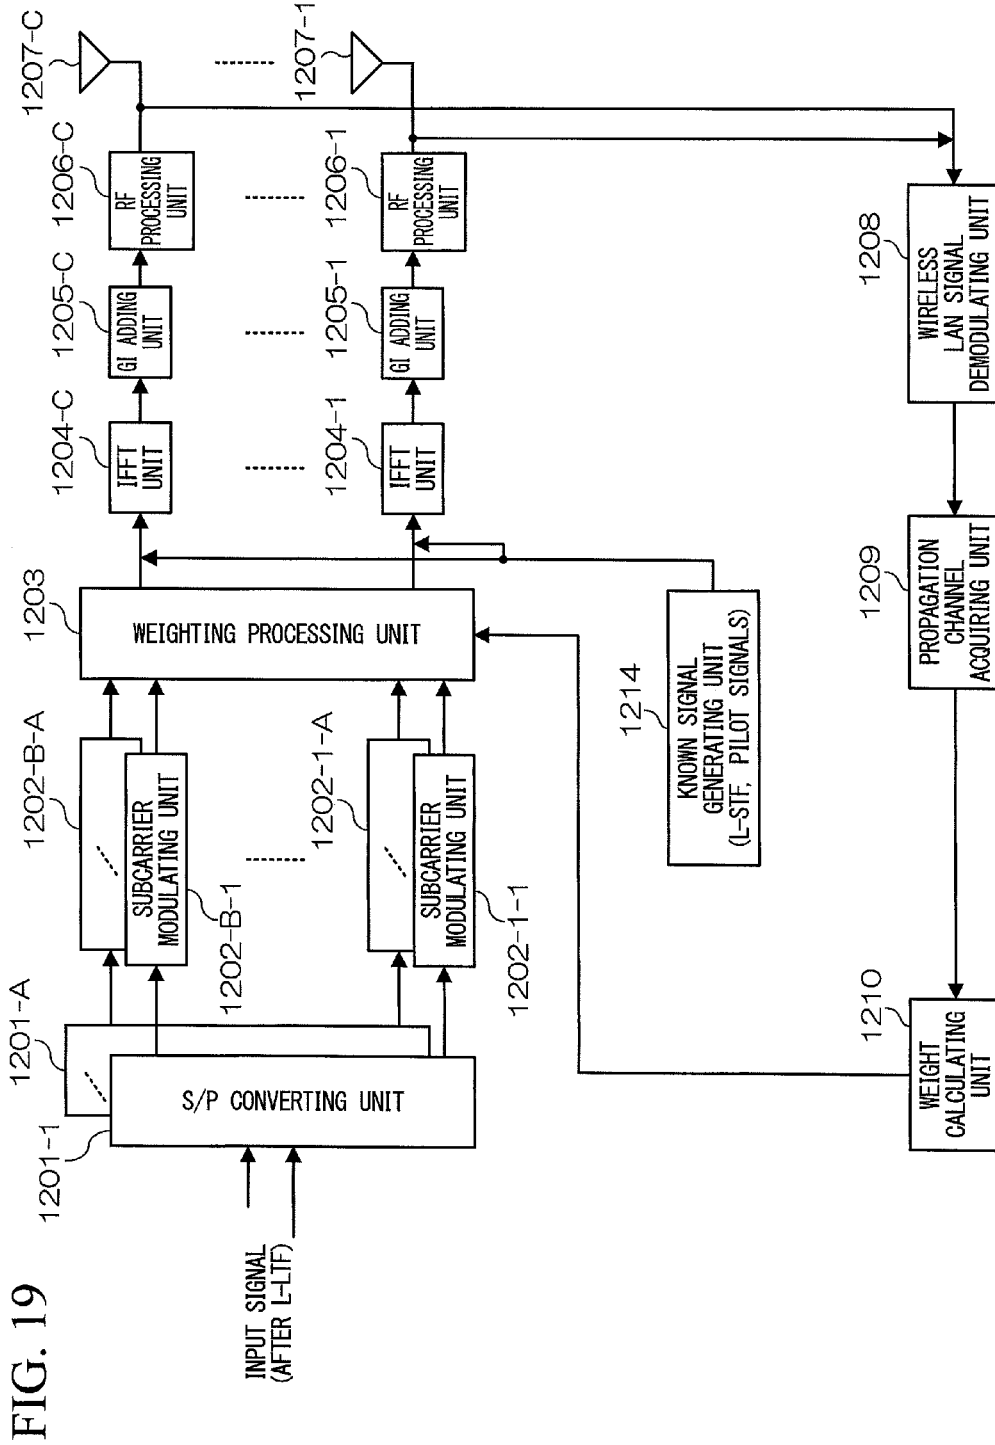 FIG. 19
INPUT SIGNAL
(AFTER L-LTF)
1201-1
1201-A
S/P CONVERTING UNIT
1202-B-A
SUBCARRIER
MODULATING UNIT
1202-B-1
1202-1-A
SUBCARRIER
MODULATING UNIT
1202-1-1
1203
WEIGHTING PROCESSING UNIT
1204-C
IFFT
UNIT
1205-C
GI ADDING
UNIT
1206-C
RF
PROCESSING
UNIT
1207-C
1204-1
IFFT
UNIT
1205-1
GI ADDING
UNIT
1206-1
RF
PROCESSING
UNIT
1207-1
1214
KNOWN SIGNAL
GENERATING UNIT
(L-STF, PILOT SIGNALS)
1210
WEIGHT
CALCULATING
UNIT
1209
PROPAGATION
CHANNEL
ACQUIRING UNIT
1208
WIRELESS
LAN SIGNAL
DEMODULATING UNIT